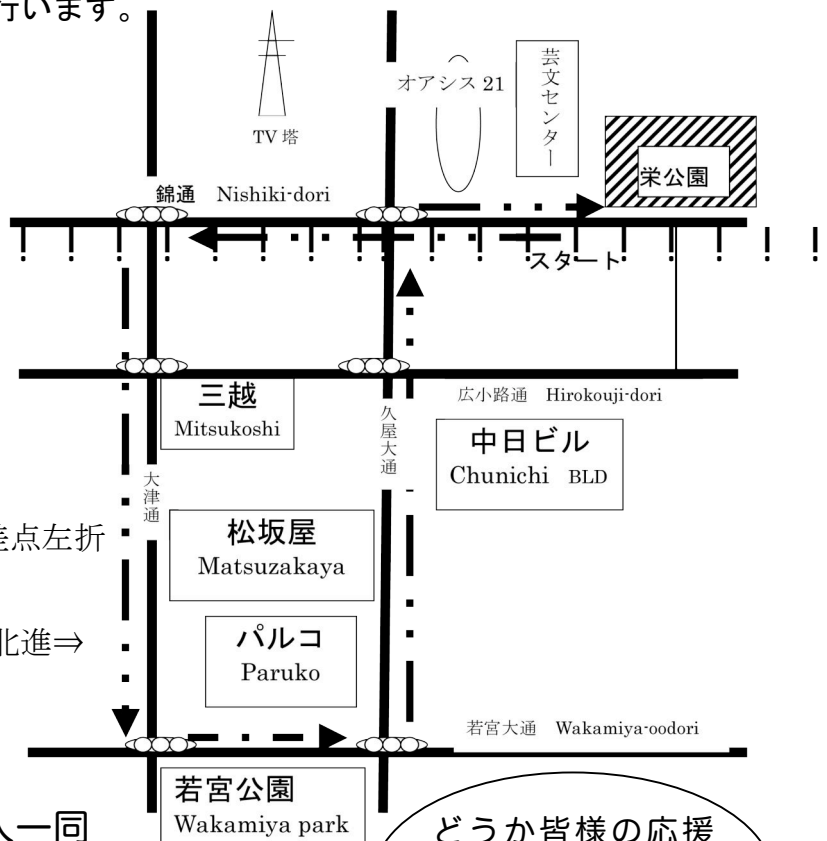 行います。
オアシス 21
芸文センター
TV 塔
栄公園
錦通 Nishiki-dori
スタート
三越
Mitsukoshi
広小路通 Hirokouji-dori
久屋大通
中日ビル
Chunichi BLD
大津通
松坂屋
Matsuzakaya
差点左折
パルコ
Paruko
北進⇒
若宮大通 Wakamiya-oodori
若宮公園
Wakamiya park
人一同
どうか皆様の応援